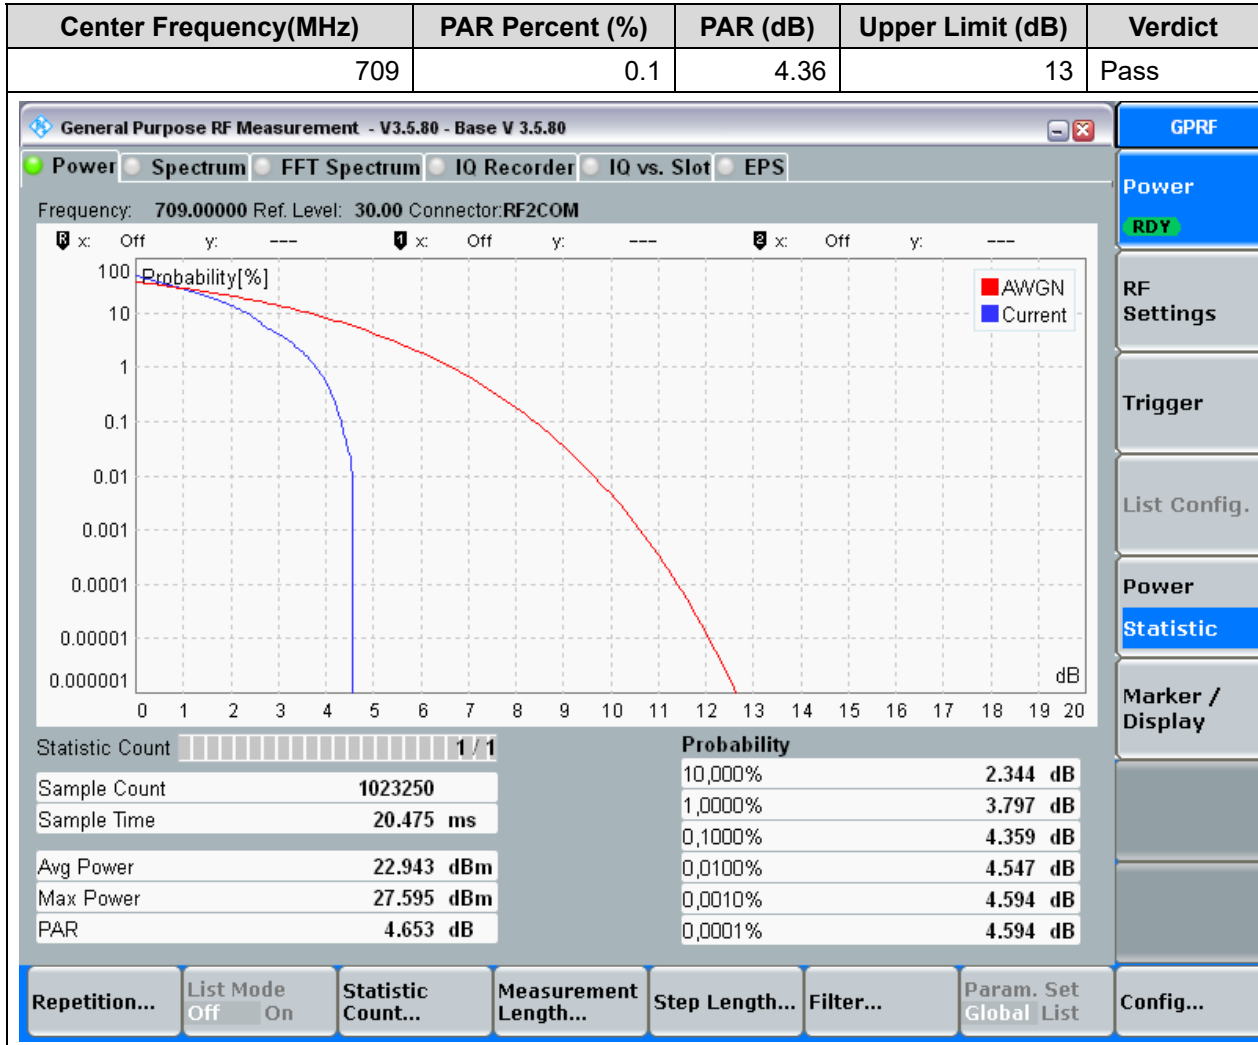 Center Frequency(MHz) PAR Percent (%) PAR (dB) Upper Limit (dB) Verdict
709 0.1 4.36 13 Pass
General Purpose RF Measurement - V3.5.80 - Base V 3.5.80
GPRF
Power Spectrum FFT Spectrum IQ Recorder IQ vs. Slot EPS
Power
RDY
Frequency: 709.00000 Ref. Level: 30.00 Connector:RF2COM
R x: Off y: --- 1 x: Off y: --- 2 x: Off y: ---
Probability[%]
AWGN
Current
100
10
1
0.1
0.01
0.001
0.0001
0.00001
0.000001
dB
0 1 2 3 4 5 6 7 8 9 10 11 12 13 14 15 16 17 18 19 20
RF
Settings
Trigger
List Config.
Power
Statistic
Marker /
Display
Statistic Count 1 / 1
Sample Count 1023250
Sample Time 20.475 ms
Avg Power 22.943 dBm
Max Power 27.595 dBm
PAR 4.653 dB
Probability
10,000% 2.344 dB
1,0000% 3.797 dB
0,1000% 4.359 dB
0,0100% 4.547 dB
0,0010% 4.594 dB
0,0001% 4.594 dB
Repetition...
List Mode
Off On
Statistic
Count...
Measurement
Length...
Step Length...
Filter...
Param. Set
Global List
Config...